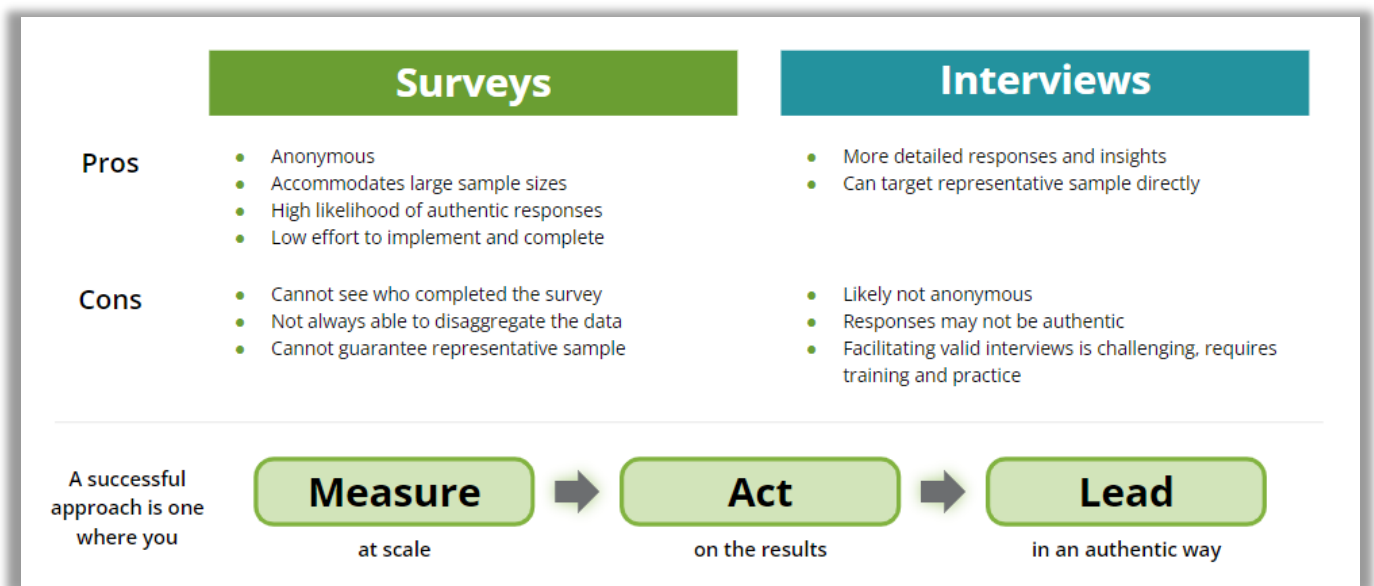 Surveys
Interviews
Pros
Anonymous
Accommodates large sample sizes
High likelihood of authentic responses
Low effort to implement and complete
More detailed responses and insights
Can target representative sample directly
Cons
Cannot see who completed the survey
Not always able to disaggregate the data
Cannot guarantee representative sample
Likely not anonymous
Responses may not be authentic
Facilitating valid interviews is challenging, requires
training and practice
A successful
approach is one
where you
Measure
at scale
Act
on the results
Lead
in an authentic way